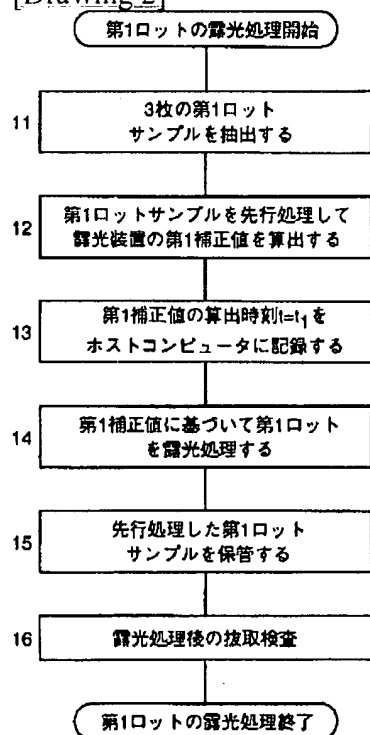 [Drawing 2]
第1ロットの露光処理開始
11
3枚の第1ロット
サンプルを抽出する
12
第1ロットサンプルを先行処理して
露光装置の第1補正値を算出する
13
第1補正値の算出時刻t=t₁を
ホストコンピュータに記録する
14
第1補正値に基づいて第1ロット
を露光処理する
15
先行処理した第1ロット
サンプルを保管する
16
露光処理後の抜取検査
第1ロットの露光処理終了